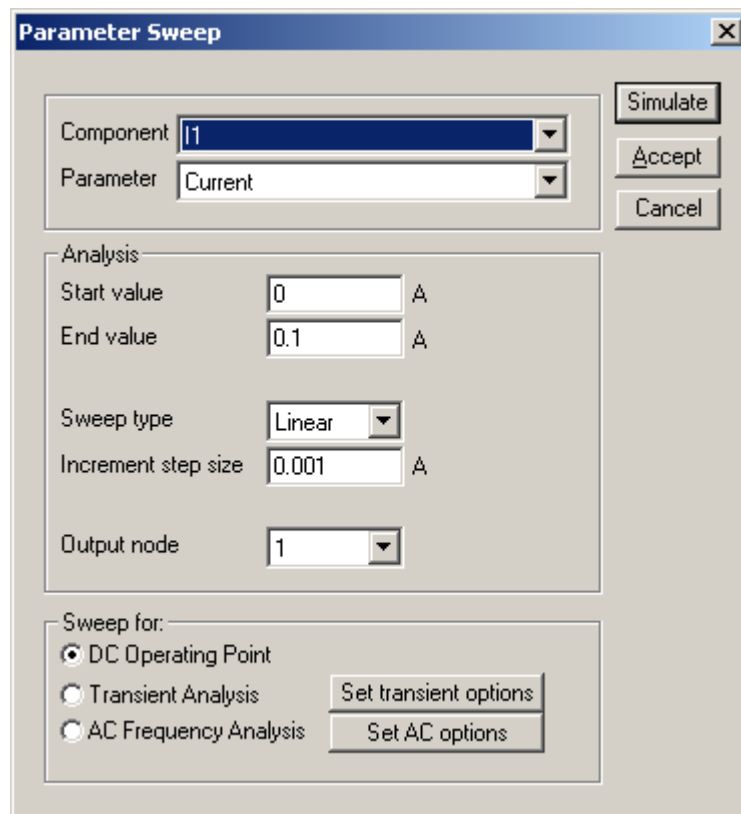 Parameter Sweep
Component I1
Parameter Current
Simulate
Accept
Cancel
Analysis
Start value 0 A
End value 0.1 A
Sweep type Linear
Increment step size 0.001 A
Output node 1
Sweep for:
DC Operating Point
Transient Analysis Set transient options
AC Frequency Analysis Set AC options